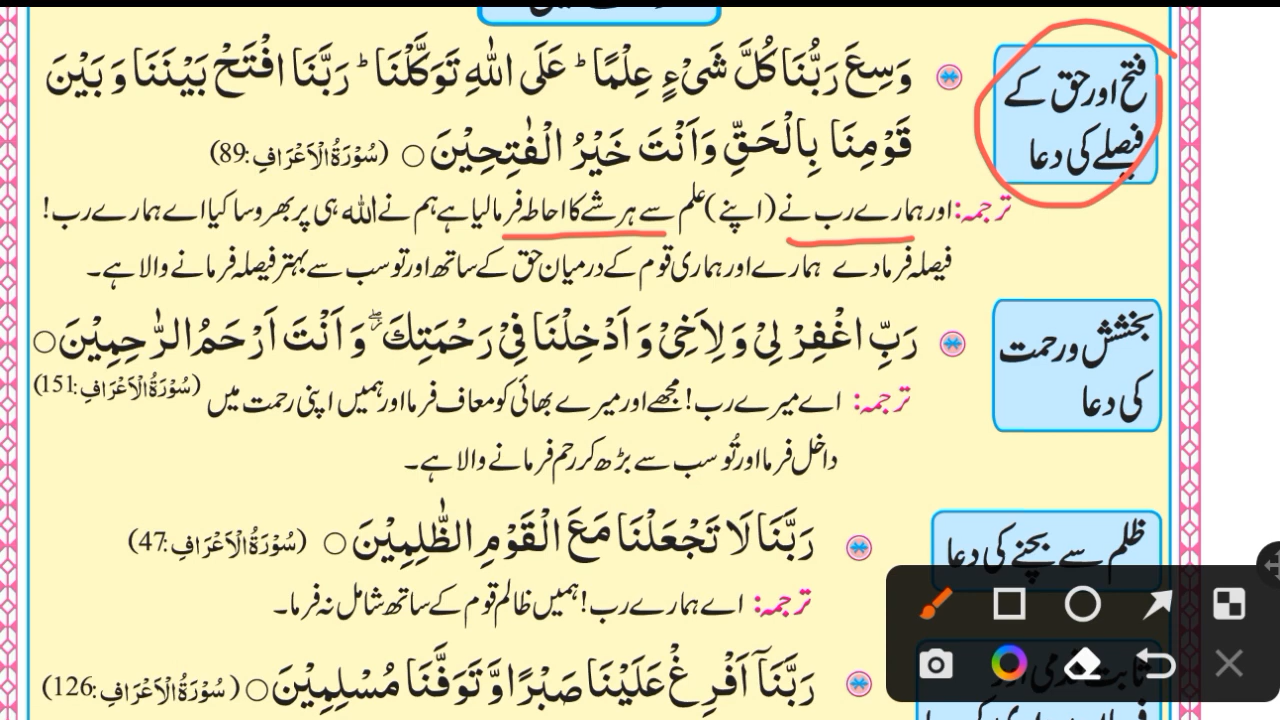 فتح اور حق کے
فیصلے کی دعا
وَسِعَ رَبُّنَا كُلَّ شَیْءٍ عِلْمًا ؕ عَلَی اللّٰهِ تَوَكَّلْنَا ؕ رَبَّنَا افْتَحْ بَیْنَنَا وَ بَیْنَ
قَوْمِنَا بِالْحَقِّ وَ اَنْتَ خَیْرُ الْفٰتِحِیْنَ ○ (سُوْرَةُ الْاَعْرَافِ:89)
ترجمہ: اور ہمارے رب نے (اپنے) علم سے ہر شے کا احاطہ فرمالیا ہے ہم نے اللہ ہی پر بھروسا کیا اے ہمارے رب!
فیصلہ فرمادے ہمارے اور ہماری قوم کے درمیان حق کے ساتھ اور تو سب سے بہتر فیصلہ فرمانے والا ہے۔
بخشش و رحمت
کی دعا
رَبِّ اغْفِرْ لِیْ وَ لِاَخِیْ وَ اَدْخِلْنَا فِیْ رَحْمَتِكَ ۖ وَ اَنْتَ اَرْحَمُ الرّٰحِمِیْنَ ○
ترجمہ: اے میرے رب! مجھے اور میرے بھائی کو معاف فرما اور ہمیں اپنی رحمت میں (سُوْرَةُ الْاَعْرَافِ:151)
داخل فرما اور تُو سب سے بڑھ کر رحم فرمانے والا ہے۔
ظلم سے بچنے کی دعا
رَبَّنَا لَا تَجْعَلْنَا مَعَ الْقَوْمِ الظّٰلِمِیْنَ ○ (سُوْرَةُ الْاَعْرَافِ:47)
ترجمہ: اے ہمارے رب! ہمیں ظالم قوم کے ساتھ شامل نہ فرما۔
رَبَّنَاۤ اَفْرِغْ عَلَیْنَا صَبْرًا وَّ تَوَفَّنَا مُسْلِمِیْنَ ○ (سُوْرَةُ الْاَعْرَافِ:126)